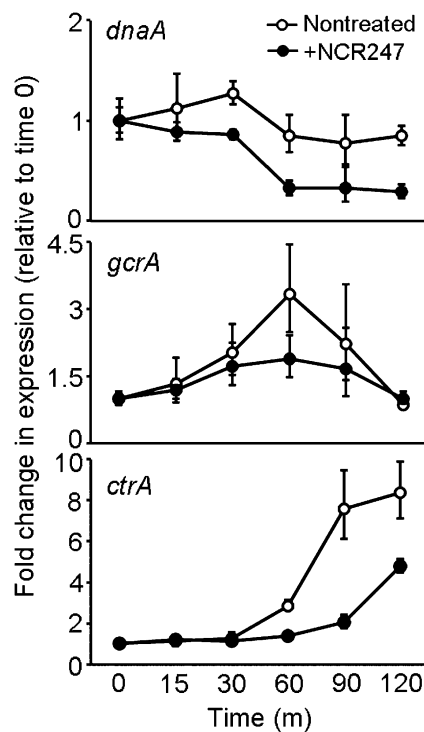 dnaA
Nontreated
+NCR247
2
1
0
gcrA
4.5
3
1.5
0
ctrA
10
8
6
4
2
0
0 15 30 60 90 120
Time (m)
Fold change in expression (relative to time 0)